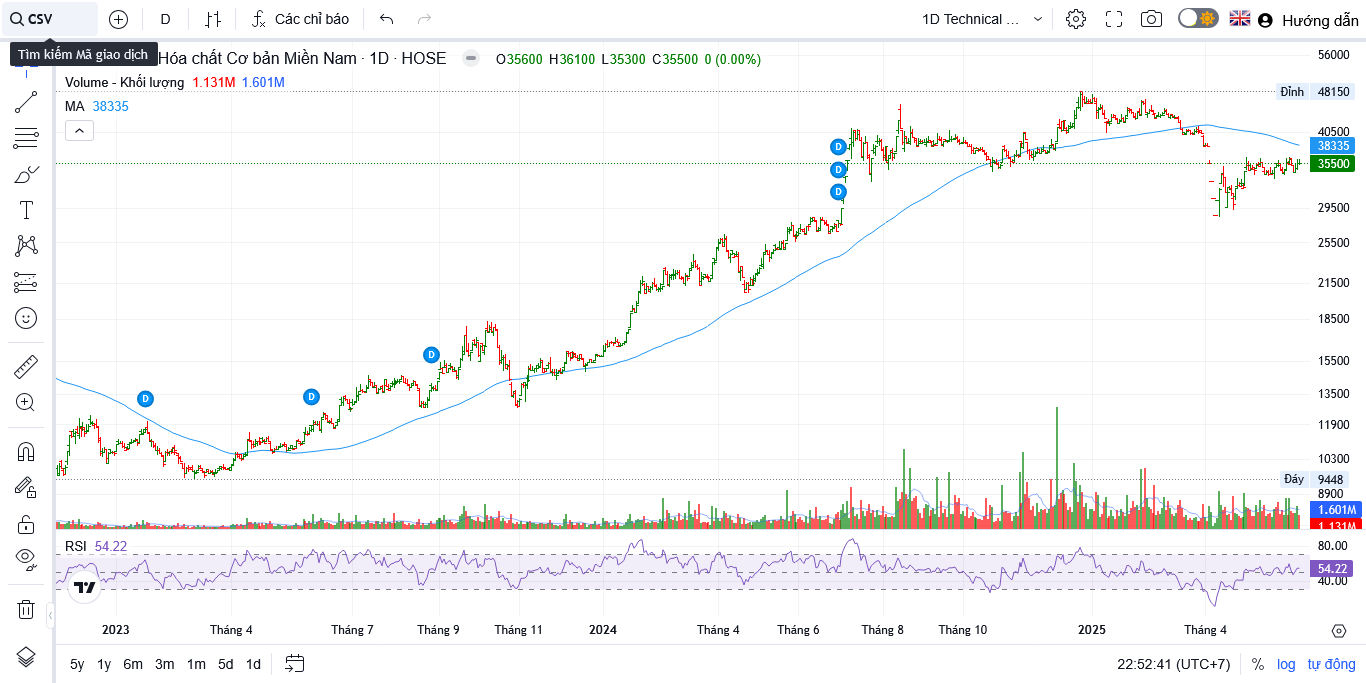 CSV
D
Các chỉ báo
1D Technical ...
Hướng dẫn
Tìm kiếm Mã giao dịch
Hóa chất Cơ bản Miền Nam · 1D · HOSE
O35600 H36100 L35300 C35500 0 (0.00%)
Volume - Khối lượng 1.131M 1.601M
MA 38335
56000
Đỉnh 48150
40500
38335
35500
29500
25500
21500
18500
15500
13500
11900
10300
Đáy 9448
8900
1.601M
1.131M
D
D
D
D
D
D
RSI 54.22
80.00
54.22
40.00
2023 Tháng 4 Tháng 7 Tháng 9 Tháng 11 2024 Tháng 4 Tháng 6 Tháng 8 Tháng 10 2025 Tháng 4
5y 1y 6m 3m 1m 5d 1d
22:52:41 (UTC+7) % log tự động